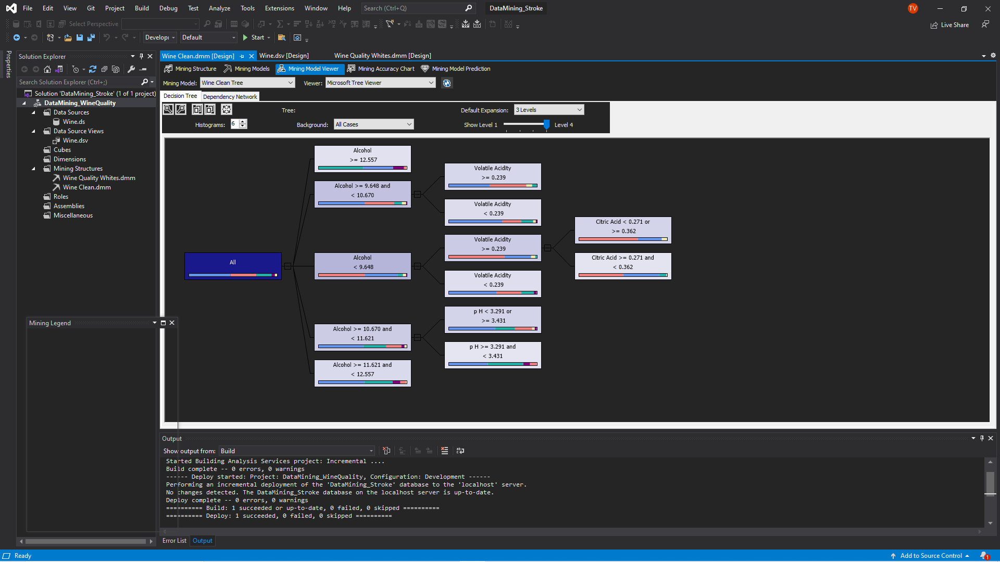 File Edit View Git Project Build Debug Test Analyze Tools Extensions Window Help Search (Ctrl+Q) DataMining_Stroke TV
Select Perspective
Live Share
Developı Default Start
Properties
Solution Explorer
Search Solution Explorer (Ctrl+;)
Solution 'DataMining_Stroke' (1 of 1 project)
DataMining_WineQuality
Data Sources
Wine.ds
Data Source Views
Wine.dsv
Cubes
Dimensions
Mining Structures
Wine Quality Whites.dmm
Wine Clean.dmm
Roles
Assemblies
Miscellaneous
Mining Legend
Wine Clean.dmm [Design] Wine.dsv [Design] Wine Quality Whites.dmm [Design]
Mining Structure Mining Models Mining Model Viewer Mining Accuracy Chart Mining Model Prediction
Mining Model: Wine Clean Tree Viewer: Microsoft Tree Viewer
Decision Tree Dependency Network
Tree: Default Expansion: 3 Levels
Histograms: 6 Background: All Cases Show Level 1 Level 4
All
Alcohol
>= 12.557
Alcohol >= 9.648 and
< 10.670
Alcohol
< 9.648
Alcohol >= 10.670 and
< 11.621
Alcohol >= 11.621 and
< 12.557
Volatile Acidity
>= 0.239
Volatile Acidity
< 0.239
Volatile Acidity
>= 0.239
Volatile Acidity
< 0.239
p H < 3.291 or
>= 3.431
p H >= 3.291 and
< 3.431
Citric Acid < 0.271 or
>= 0.362
Citric Acid >= 0.271 and
< 0.362
Output
Show output from: Build
Started Building Analysis Services project: Incremental ....
Build complete -- 0 errors, 0 warnings
------ Deploy started: Project: DataMining_WineQuality, Configuration: Development ------
Performing an incremental deployment of the 'DataMining_Stroke' database to the 'localhost' server.
No changes detected. The DataMining_Stroke database on the localhost server is up-to-date.
Deploy complete -- 0 errors, 0 warnings
========== Build: 1 succeeded or up-to-date, 0 failed, 0 skipped ==========
========== Deploy: 1 succeeded, 0 failed, 0 skipped ==========
Error List Output
Ready Add to Source Control 1